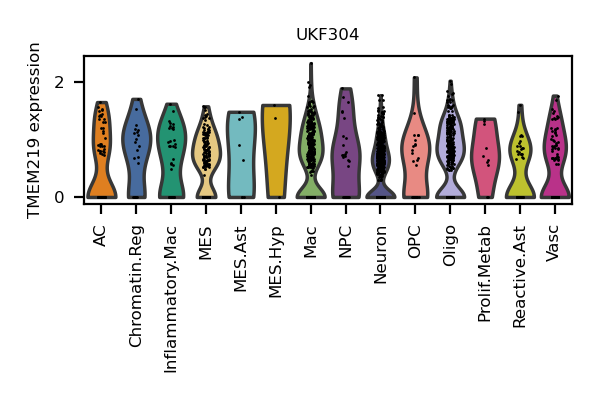 UKF304
TMEM219 expression
2
0
AC
Chromatin.Reg
Inflammatory.Mac
MES
MES.Ast
MES.Hyp
Mac
NPC
Neuron
OPC
Oligo
Prolif.Metab
Reactive.Ast
Vasc